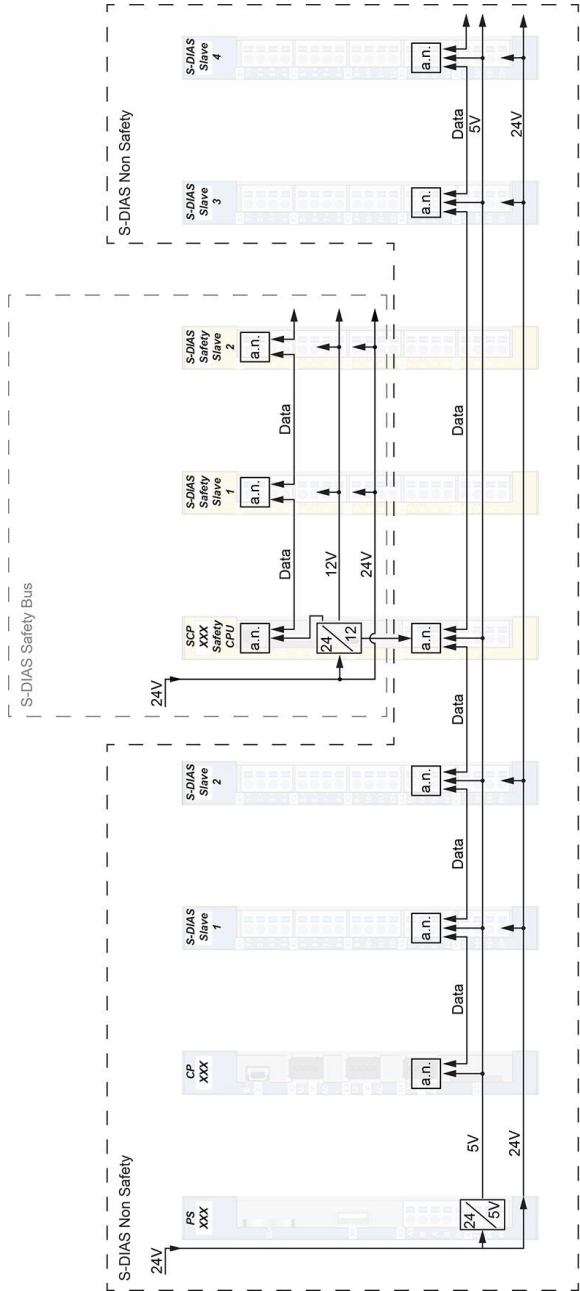 S-DIAS Safety Bus
S-DIAS Non Safety
S-DIAS Non Safety
24V
24V
PS
XXX
CP
XXX
S-DIAS
Slave
1
S-DIAS
Slave
2
SCP
XXX
Safety
CPU
S-DIAS
Safety
Slave
1
S-DIAS
Safety
Slave
2
S-DIAS
Slave
3
S-DIAS
Slave
4
a.n.
a.n.
a.n.
Data
Data
24
12
12V
24V
a.n.
a.n.
a.n.
a.n.
a.n.
a.n.
Data
Data
Data
Data
Data
24
5V
5V
5V
24V
24V